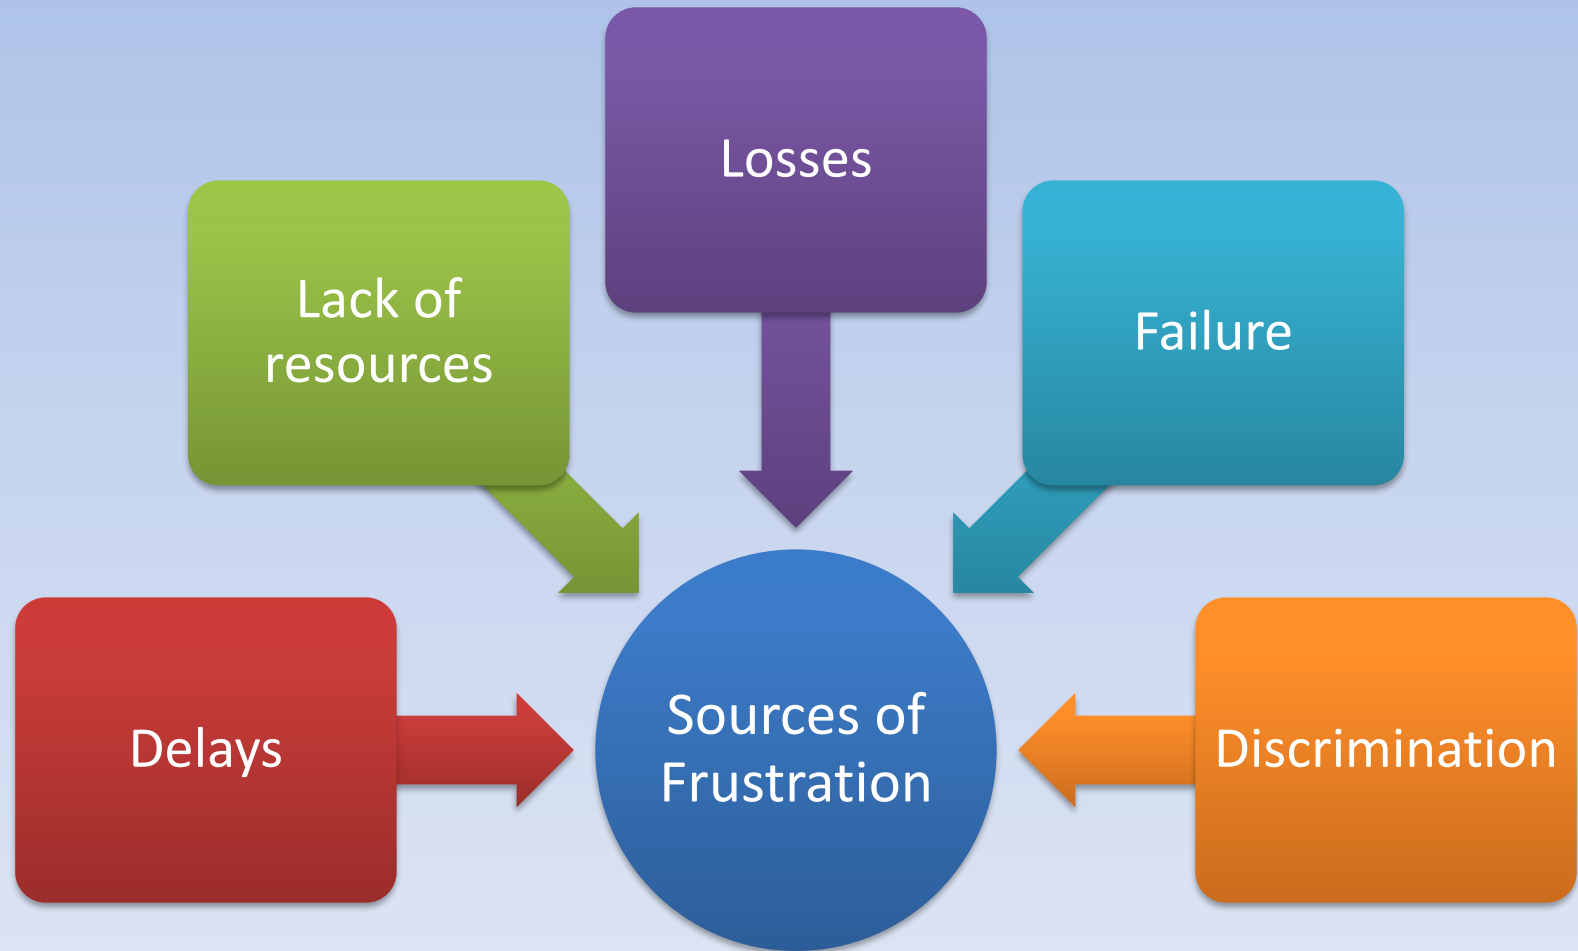 Losses
Lack of
resources
Failure
Delays
Sources of
Frustration
Discrimination